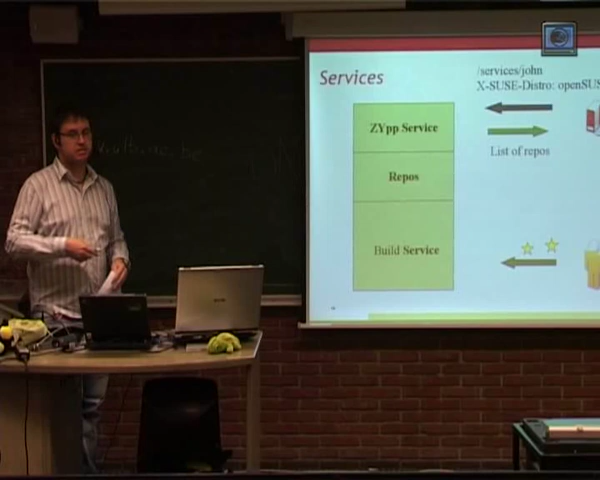 Services
/services/john
X-SUSE-Distro: openSUS
ZYpp Service
List of repos
Repos
Build Service